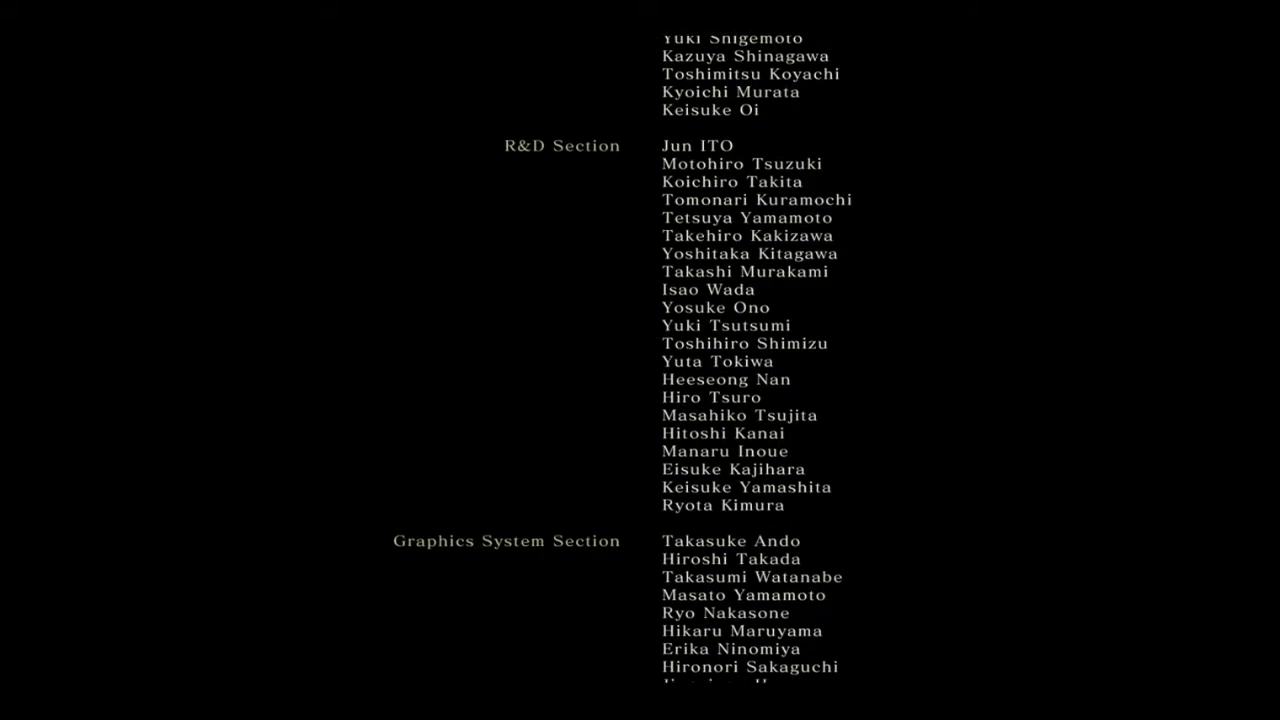 Yuki Shigemoto
Kazuya Shinagawa
Toshimitsu Koyachi
Kyoichi Murata
Keisuke Oi
R&D Section Jun ITO
Motohiro Tsuzuki
Koichiro Takita
Tomonari Kuramochi
Tetsuya Yamamoto
Takehiro Kakizawa
Yoshitaka Kitagawa
Takashi Murakami
Isao Wada
Yosuke Ono
Yuki Tsutsumi
Toshihiro Shimizu
Yuta Tokiwa
Heeseong Nan
Hiro Tsuro
Masahiko Tsujita
Hitoshi Kanai
Manaru Inoue
Eisuke Kajihara
Keisuke Yamashita
Ryota Kimura
Graphics System Section Takasuke Ando
Hiroshi Takada
Takasumi Watanabe
Masato Yamamoto
Ryo Nakasone
Hikaru Maruyama
Erika Ninomiya
Hironori Sakaguchi